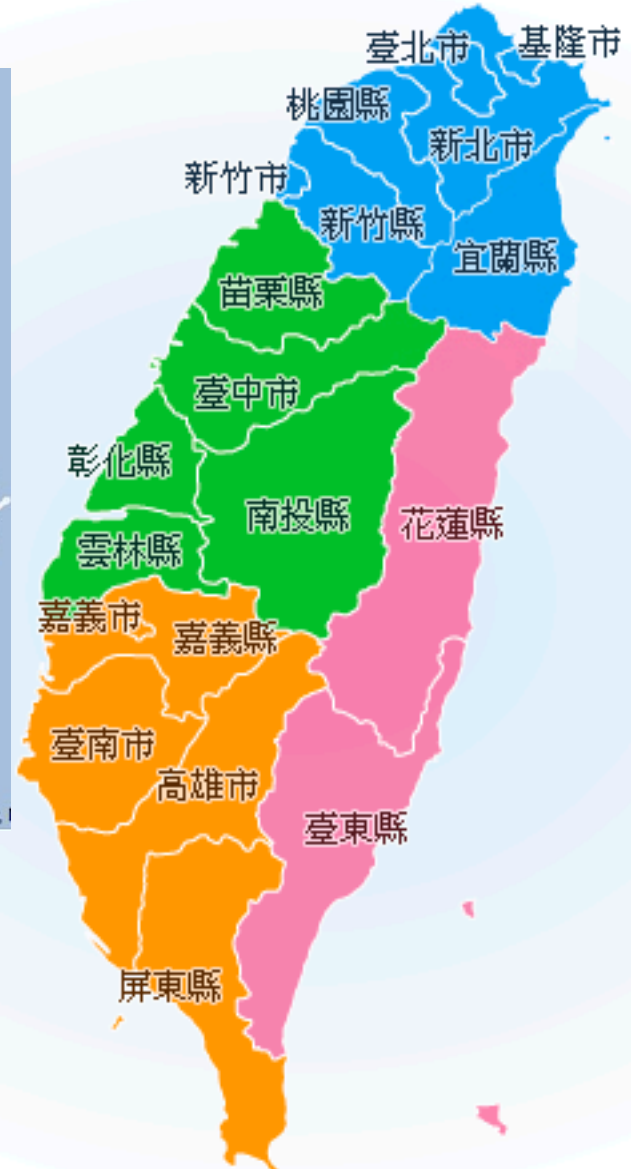 臺北市
基隆市
桃園縣
新北市
新竹市
新竹縣
宜蘭縣
苗栗縣
臺中市
彰化縣
南投縣
花蓮縣
雲林縣
嘉義市
嘉義縣
臺南市
高雄市
臺東縣
屏東縣